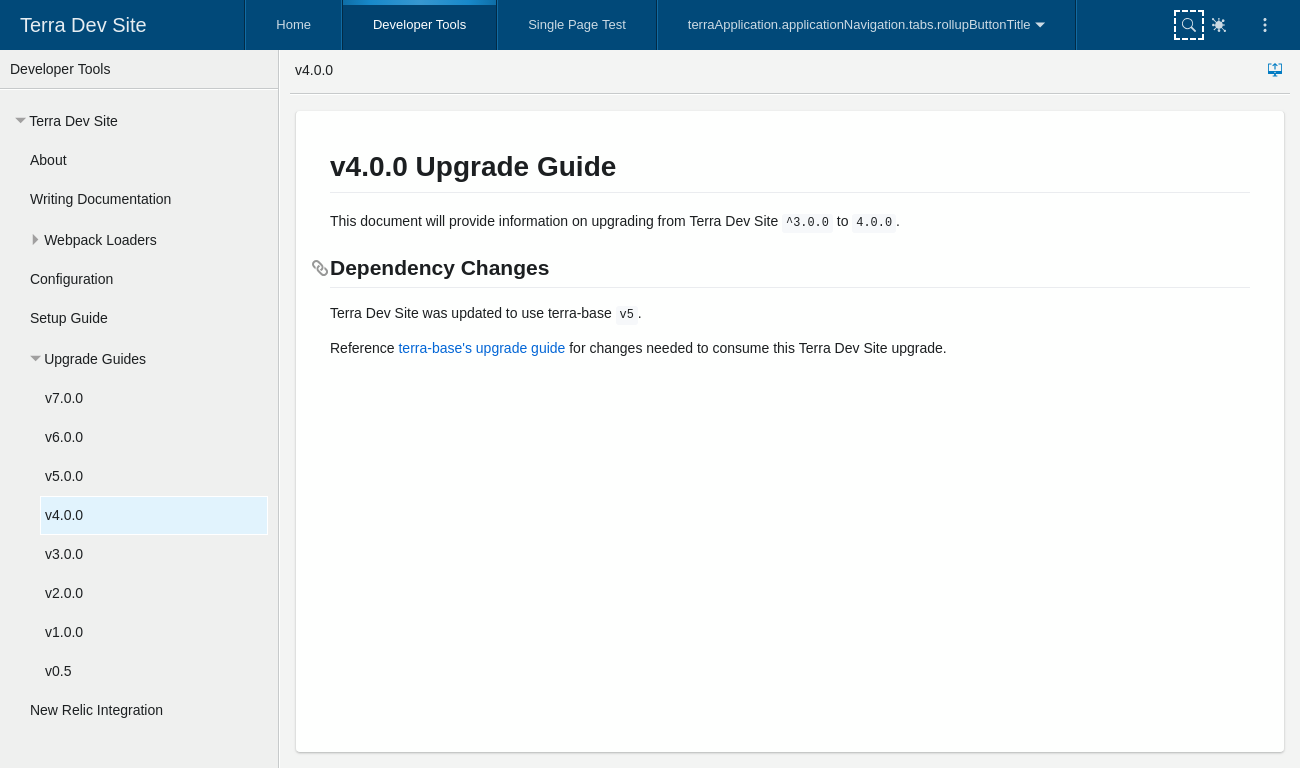 Terra Dev Site
Home
Developer Tools
Single Page Test
terraApplication.applicationNavigation.tabs.rollupButtonTitle
Developer Tools
v4.0.0
Terra Dev Site
About
Writing Documentation
Webpack Loaders
Configuration
Setup Guide
Upgrade Guides
v7.0.0
v6.0.0
v5.0.0
v4.0.0
v3.0.0
v2.0.0
v1.0.0
v0.5
New Relic Integration
v4.0.0 Upgrade Guide
This document will provide information on upgrading from Terra Dev Site ^3.0.0 to 4.0.0.
Dependency Changes
Terra Dev Site was updated to use terra-base v5.
Reference terra-base's upgrade guide for changes needed to consume this Terra Dev Site upgrade.